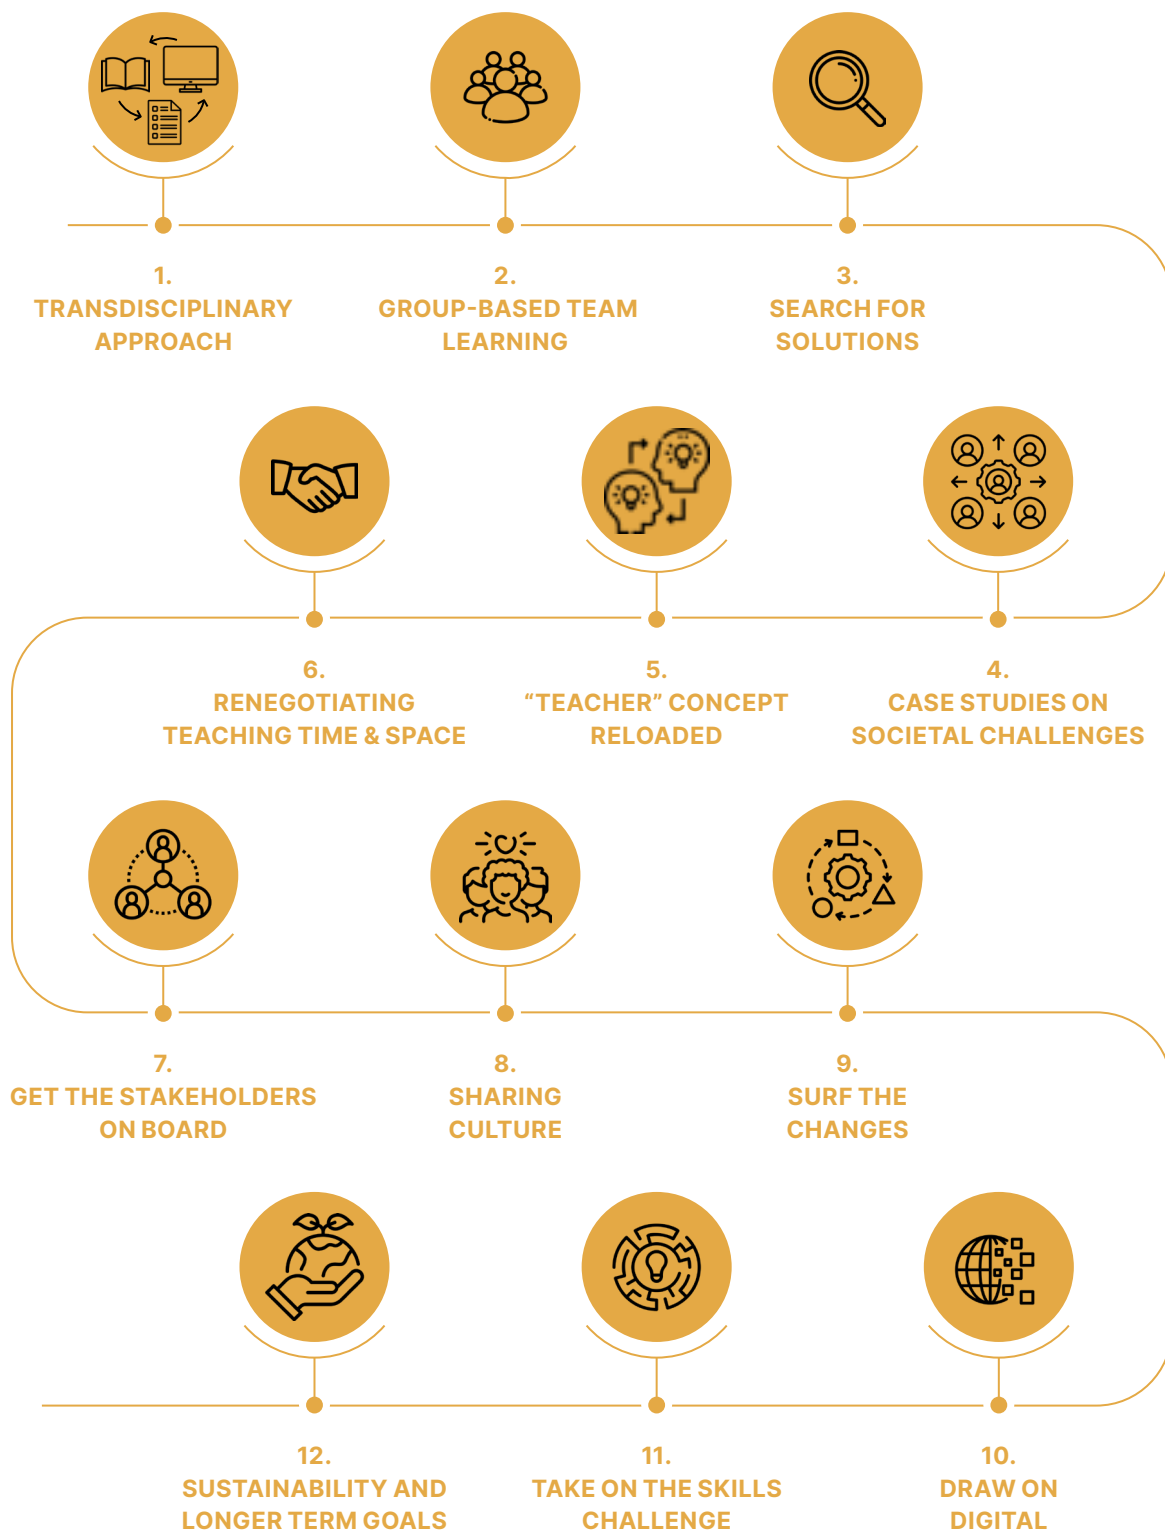 1.
TRANSDISCIPLINARY
APPROACH
2.
GROUP-BASED TEAM
LEARNING
3.
SEARCH FOR
SOLUTIONS
4.
CASE STUDIES ON
SOCIETAL CHALLENGES
5.
“TEACHER” CONCEPT
RELOADED
6.
RENEGOTIATING
TEACHING TIME & SPACE
7.
GET THE STAKEHOLDERS
ON BOARD
8.
SHARING
CULTURE
9.
SURF THE
CHANGES
10.
DRAW ON
DIGITAL
11.
TAKE ON THE SKILLS
CHALLENGE
12.
SUSTAINABILITY AND
LONGER TERM GOALS